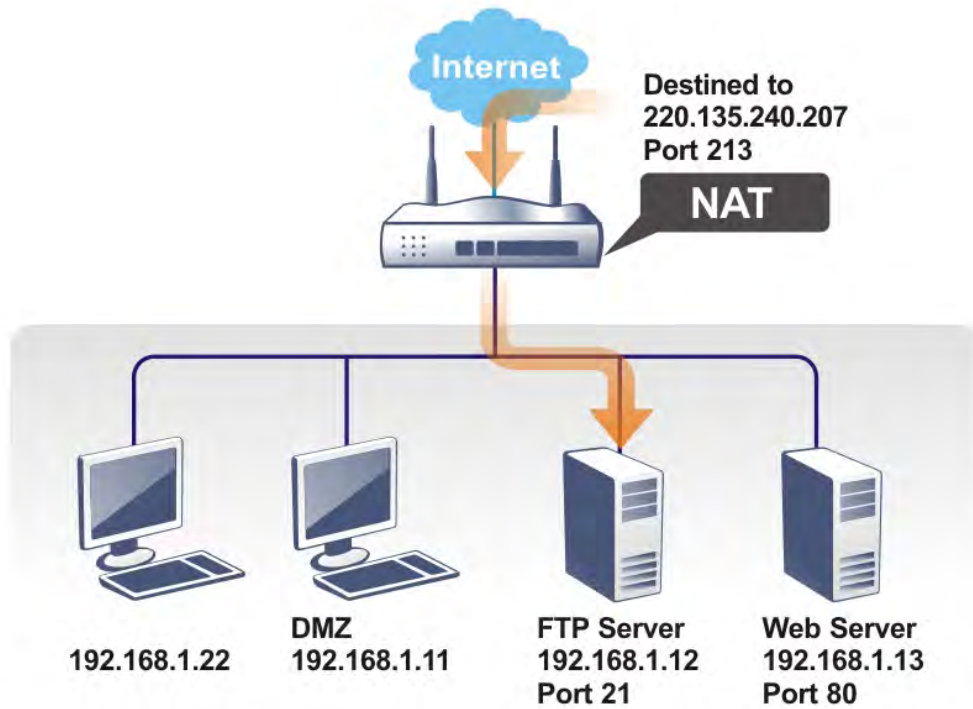 Internet
Destined to
220.135.240.207
Port 213
NAT
192.168.1.22
DMZ
192.168.1.11
FTP Server
192.168.1.12
Port 21
Web Server
192.168.1.13
Port 80